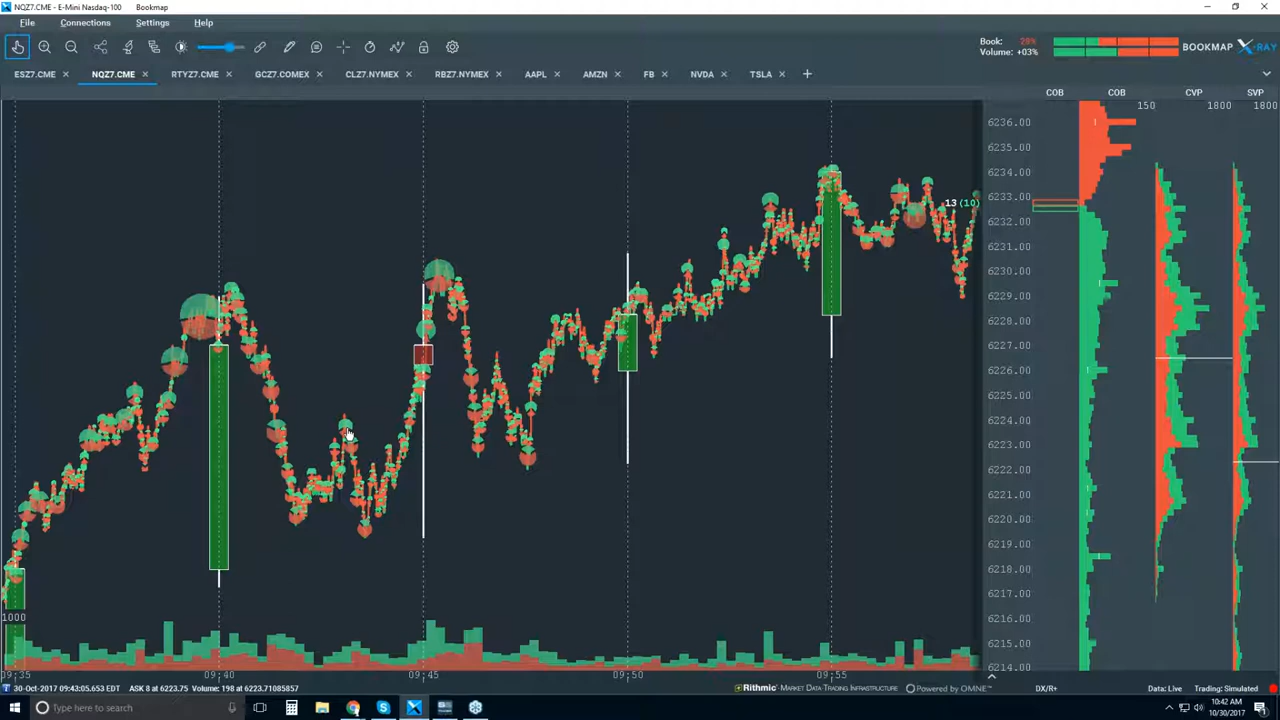 NQZ7.CME - E-Mini Nasdaq-100 Bookmap
File Connections Settings Help
Book: -28%
Volume: +03%
BOOKMAP X-RAY
ESZ7.CME × NQZ7.CME × RTYZ7.CME × GCZ7.COMEX × CLZ7.NYMEX × RBZ7.NYMEX × AAPL × AMZN × FB × NVDA × TSLA × +
COB COB CVP SVP
150 1800 1800
6236.00
6235.00
6234.00
6233.00
6232.00
6231.00
6230.00
6229.00
6228.00
6227.00
6226.00
6225.00
6224.00
6223.00
6222.00
6221.00
6220.00
6219.00
6218.00
6217.00
6216.00
6215.00
6214.00
13 (10)
1000
09:35 09:40 09:45 09:50 09:55
30-Oct-2017 @09:43:05.653 EDT ASK 8 at 6223.75 Volume: 198 at 6223.71085857
Rithmic - MARKET DATA-TRADING INFRASTRUCTURE Powered by OMNE™ DX/R+ Data: Live Trading: Simulated
Type here to search
10:42 AM
10/30/2017